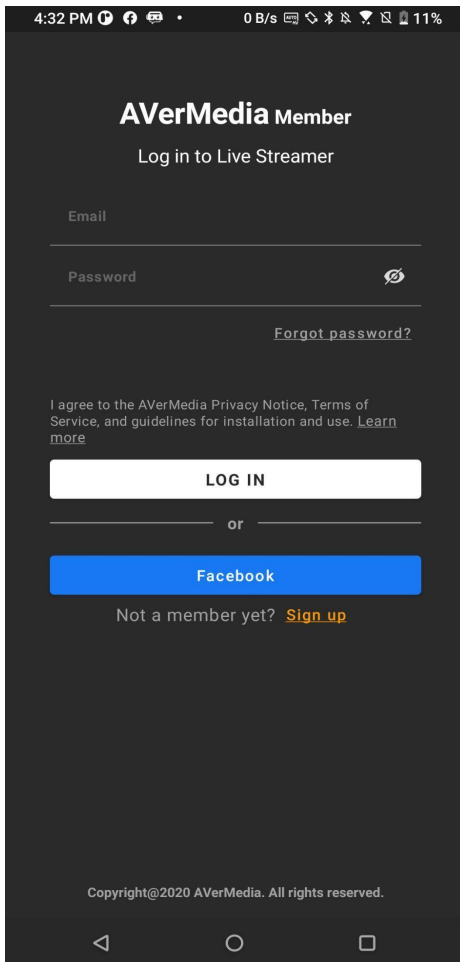 4:32 PM 0 B/s 11%
AVerMedia Member
Log in to Live Streamer
Email
Password
Forgot password?
I agree to the AVerMedia Privacy Notice, Terms of
Service, and guidelines for installation and use. Learn
more
LOG IN
or
Facebook
Not a member yet? Sign up
Copyright@2020 AVerMedia. All rights reserved.